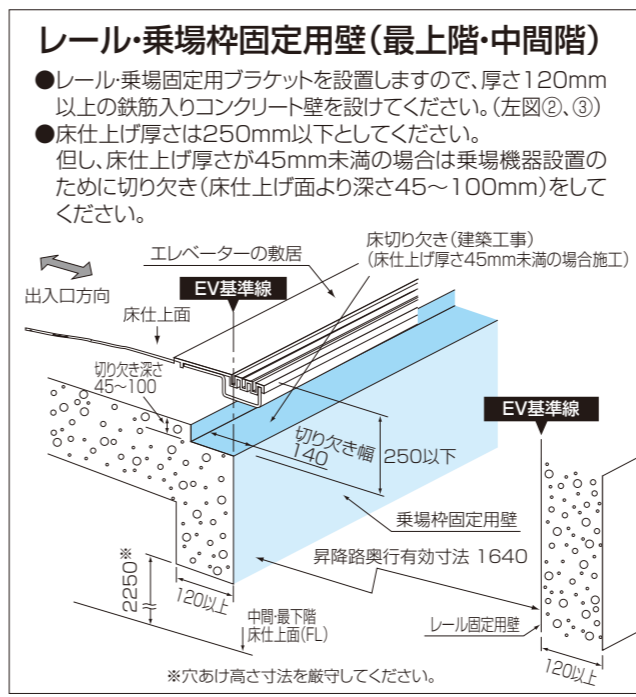 レール・乗場枠固定用壁(最上階・中間階)
●レール・乗場固定用ブラケットを設置しますので、厚さ120mm
以上の鉄筋入りコンクリート壁を設けてください。(左図②、③)
●床仕上げ厚さは250mm以下としてください。
但し、床仕上げ厚さが45mm未満の場合は乗場機器設置の
ために切り欠き(床仕上げ面より深さ45〜100mm)をして
ください。
出入口方向
エレベーターの敷居
床切り欠き(建築工事)
(床仕上げ厚さ45mm未満の場合施工)
EV基準線
床仕上面
切り欠き深さ
45〜100
切り欠き幅
140
250以下
EV基準線
乗場枠固定用壁
昇降路奥行有効寸法 1640
2250※
120以上
中間・最下階
床仕上面(FL)
レール固定用壁
120以上
※穴あけ高さ寸法を厳守してください。